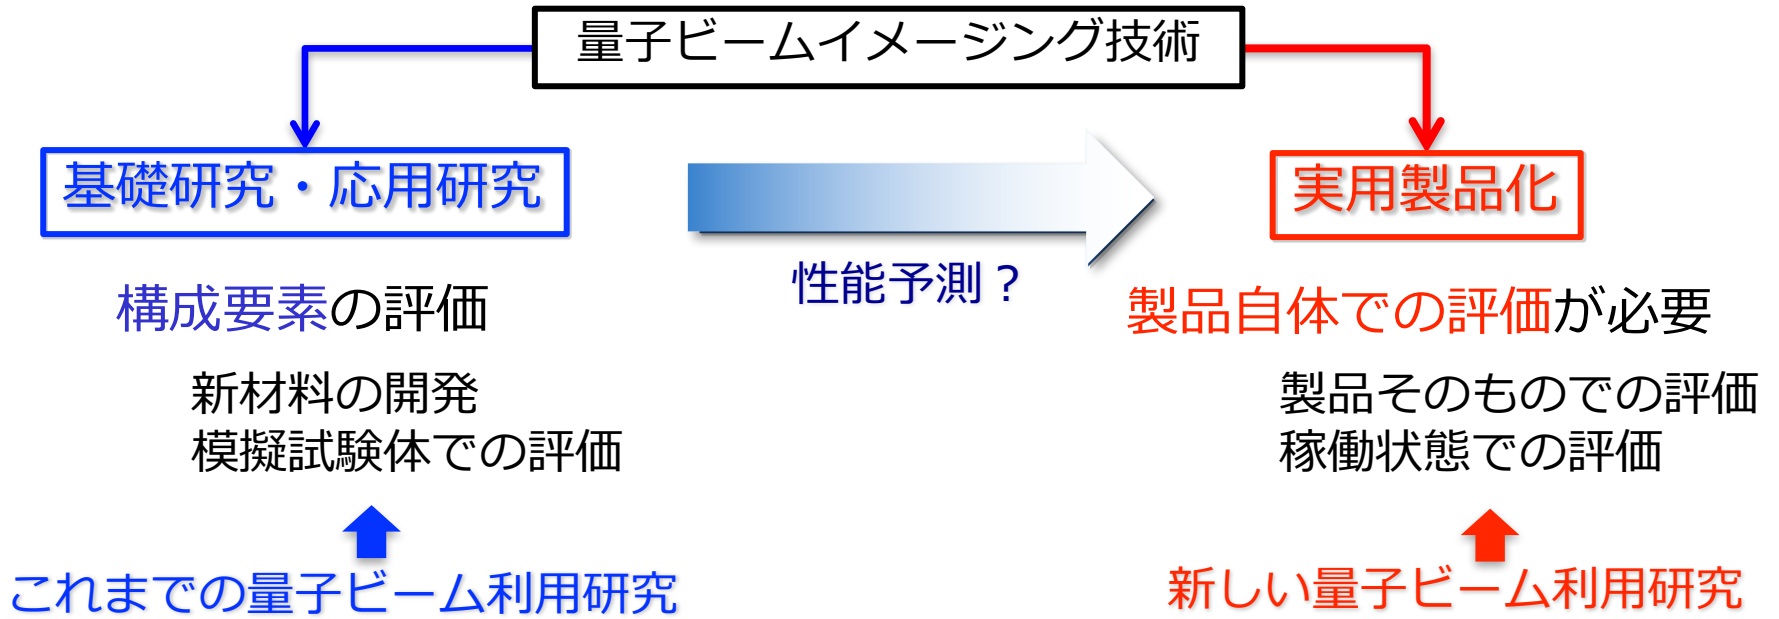 量子ビームイメージング技術
基礎研究・応用研究
実用製品化
性能予測？
構成要素の評価
製品自体での評価が必要
新材料の開発
模擬試験体での評価
製品そのものでの評価
稼働状態での評価
これまでの量子ビーム利用研究
新しい量子ビーム利用研究